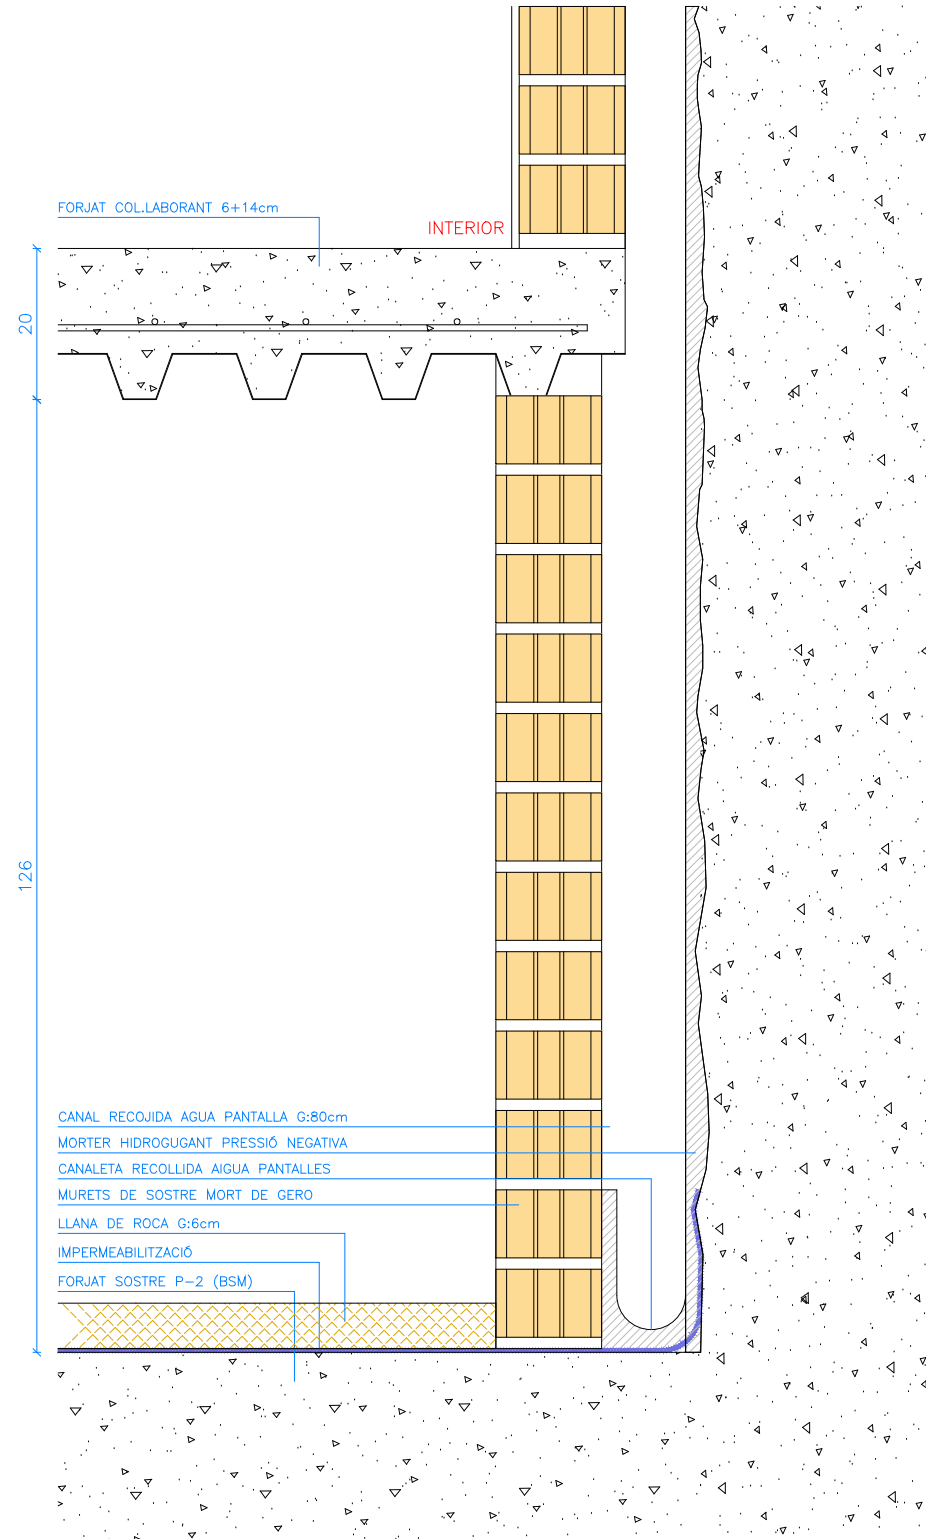 FORJAT COL.LABORANT 6+14cm
INTERIOR
20
126
CANAL RECOJIDA AGUA PANTALLA G:80cm
MORTER HIDROGUGANT PRESSIÓ NEGATIVA
CANALETA RECOLLIDA AIGUA PANTALLES
MURETS DE SOSTRE MORT DE GERO
LLANA DE ROCA G:6cm
IMPERMEABILITZACIÓ
FORJAT SOSTRE P-2 (BSM)